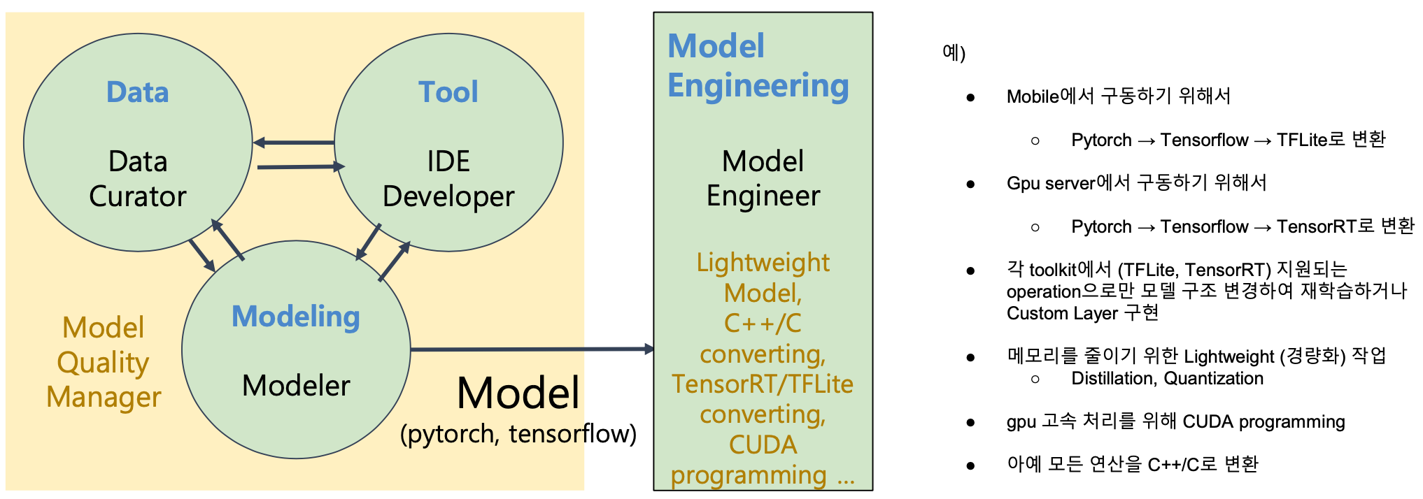 Data
Data
Curator
Tool
IDE
Developer
Modeling
Modeler
Model
Quality
Manager
Model
(pytorch, tensorflow)
Model
Engineering
Model
Engineer
Lightweight
Model,
C++/C
converting,
TensorRT/TFLite
converting,
CUDA
programming ...
예)
● Mobile에서 구동하기 위해서
○ Pytorch → Tensorflow → TFLite로 변환
● Gpu server에서 구동하기 위해서
○ Pytorch → Tensorflow → TensorRT로 변환
● 각 toolkit에서 (TFLite, TensorRT) 지원되는
operation으로만 모델 구조 변경하여 재학습하거나
Custom Layer 구현
● 메모리를 줄이기 위한 Lightweight (경량화) 작업
○ Distillation, Quantization
● gpu 고속 처리를 위해 CUDA programming
● 아예 모든 연산을 C++/C로 변환